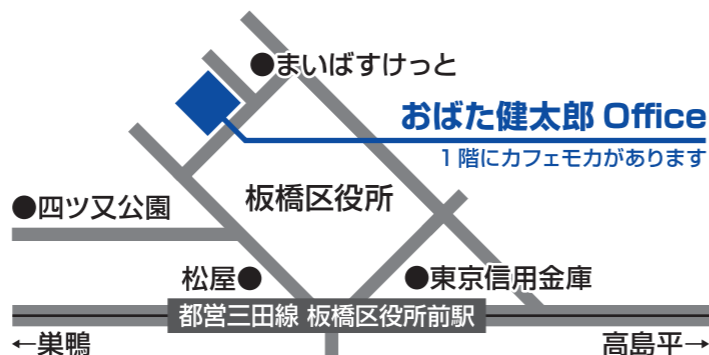 ●まいばすけっと
おばた健太郎 Office
1階にカフェモカがあります
板橋区役所
●四ツ又公園
松屋●
●東京信用金庫
都営三田線 板橋区役所前駅
←巣鴨
高島平→